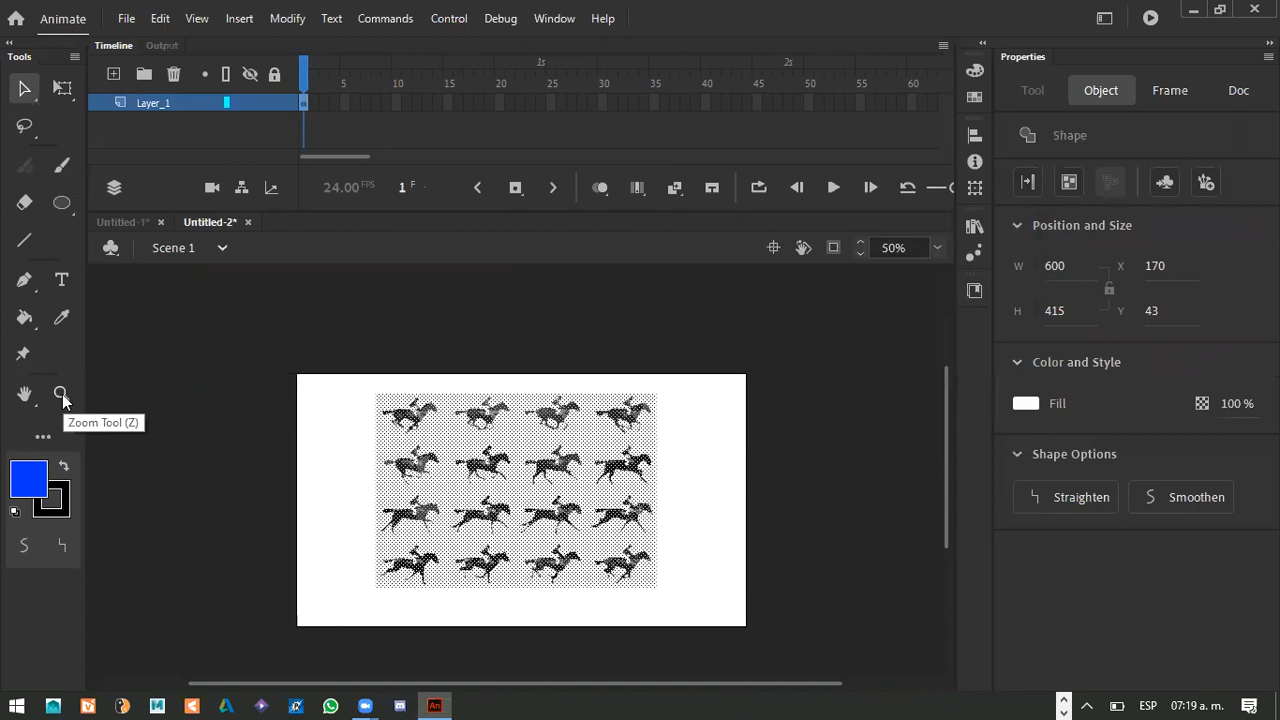 Animate File Edit View Insert Modify Text Commands Control Debug Window Help
Tools
Timeline Output
1s 2s
5 10 15 20 25 30 35 40 45 50 55 60
Layer_1
24.00 FPS 1 F
Untitled-1* × Untitled-2* ×
Scene 1 50%
Zoom Tool (Z)
Properties
Tool Object Frame Doc
Shape
Position and Size
W 600 X 170
H 415 Y 43
Color and Style
Fill 100 %
Shape Options
Straighten Smoothen
An ESP 07:19 a. m.